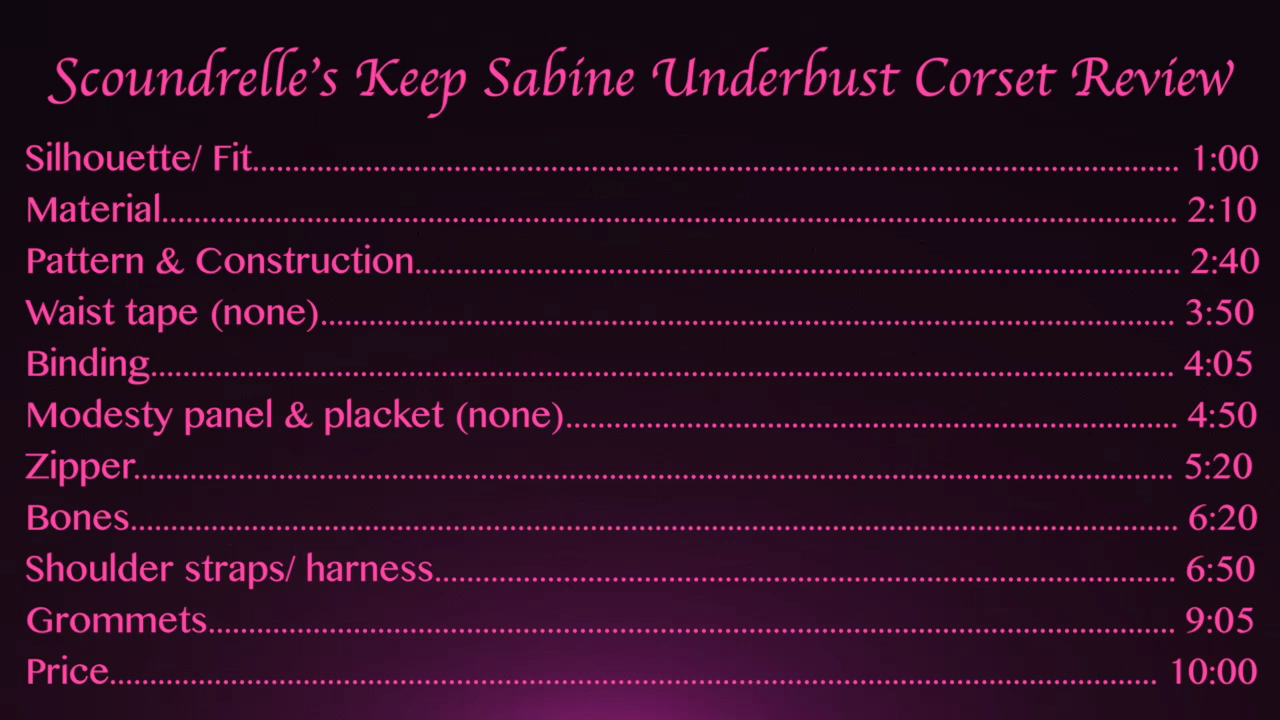 Scoundrelle's Keep Sabine Underbust Corset Review
Silhouette/ Fit........................................................................................................................ 1:00
Material........................................................................................................................ 2:10
Pattern & Construction........................................................................................................ 2:40
Waist tape (none)........................................................................................................ 3:50
Binding........................................................................................................................ 4:05
Modesty panel & placket (none)............................................................................ 4:50
Zipper........................................................................................................................ 5:20
Bones........................................................................................................................ 6:20
Shoulder straps/ harness............................................................................................ 6:50
Grommets........................................................................................................................ 9:05
Price........................................................................................................................ 10:00